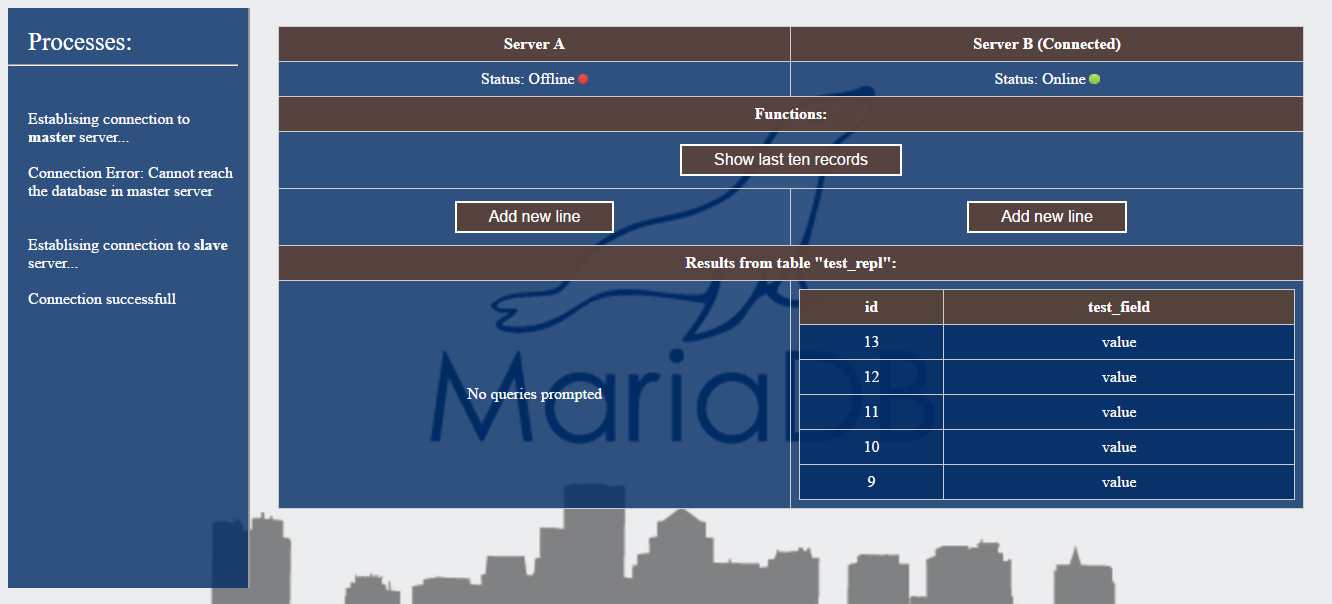 Processes:
Establising connection to
master server...
Connection Error: Cannot reach
the database in master server
Establising connection to slave
server...
Connection successfull
Server A
Server B (Connected)
Status: Offline
Status: Online
Functions:
Show last ten records
Add new line
Add new line
Results from table "test_repl":
No queries prompted
id
test_field
13
value
12
value
11
value
10
value
9
value
MariaDB